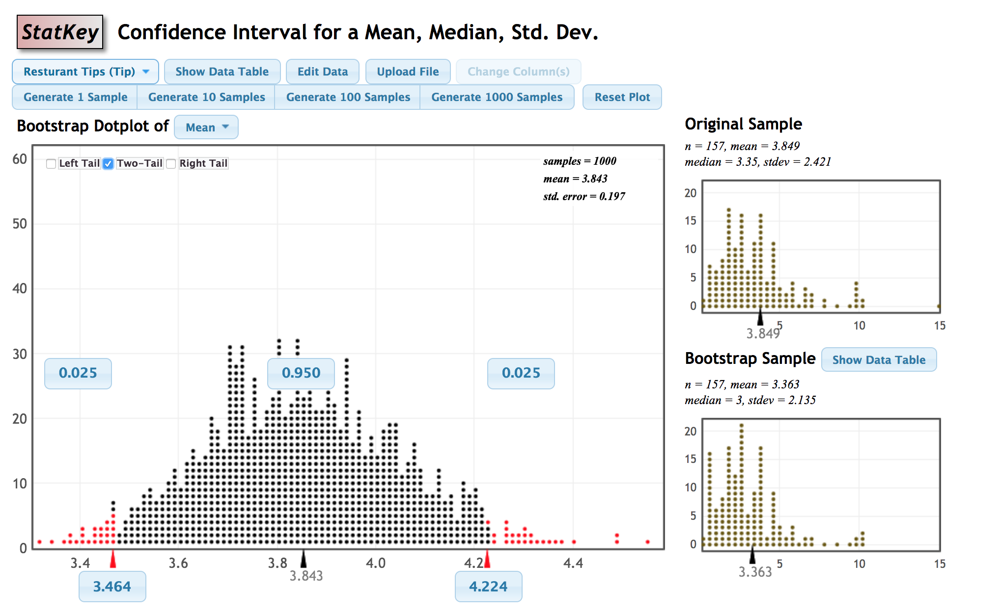 StatKey Confidence Interval for a Mean, Median, Std. Dev.
Resturant Tips (Tip) Show Data Table Edit Data Upload File Change Column(s)
Generate 1 Sample Generate 10 Samples Generate 100 Samples Generate 1000 Samples Reset Plot
Bootstrap Dotplot of Mean
Left Tail Two-Tail Right Tail
samples = 1000
mean = 3.843
std. error = 0.197
60
50
40
30
20
10
0
0.025 0.950 0.025
3.4 3.6 3.8 4.0 4.2 4.4
3.843
3.464 4.224
Original Sample
n = 157, mean = 3.849
median = 3.35, stdev = 2.421
20
15
10
5
0
5 10 15
3.849
Bootstrap Sample Show Data Table
n = 157, mean = 3.363
median = 3, stdev = 2.135
20
15
10
5
0
5 10 15
3.363